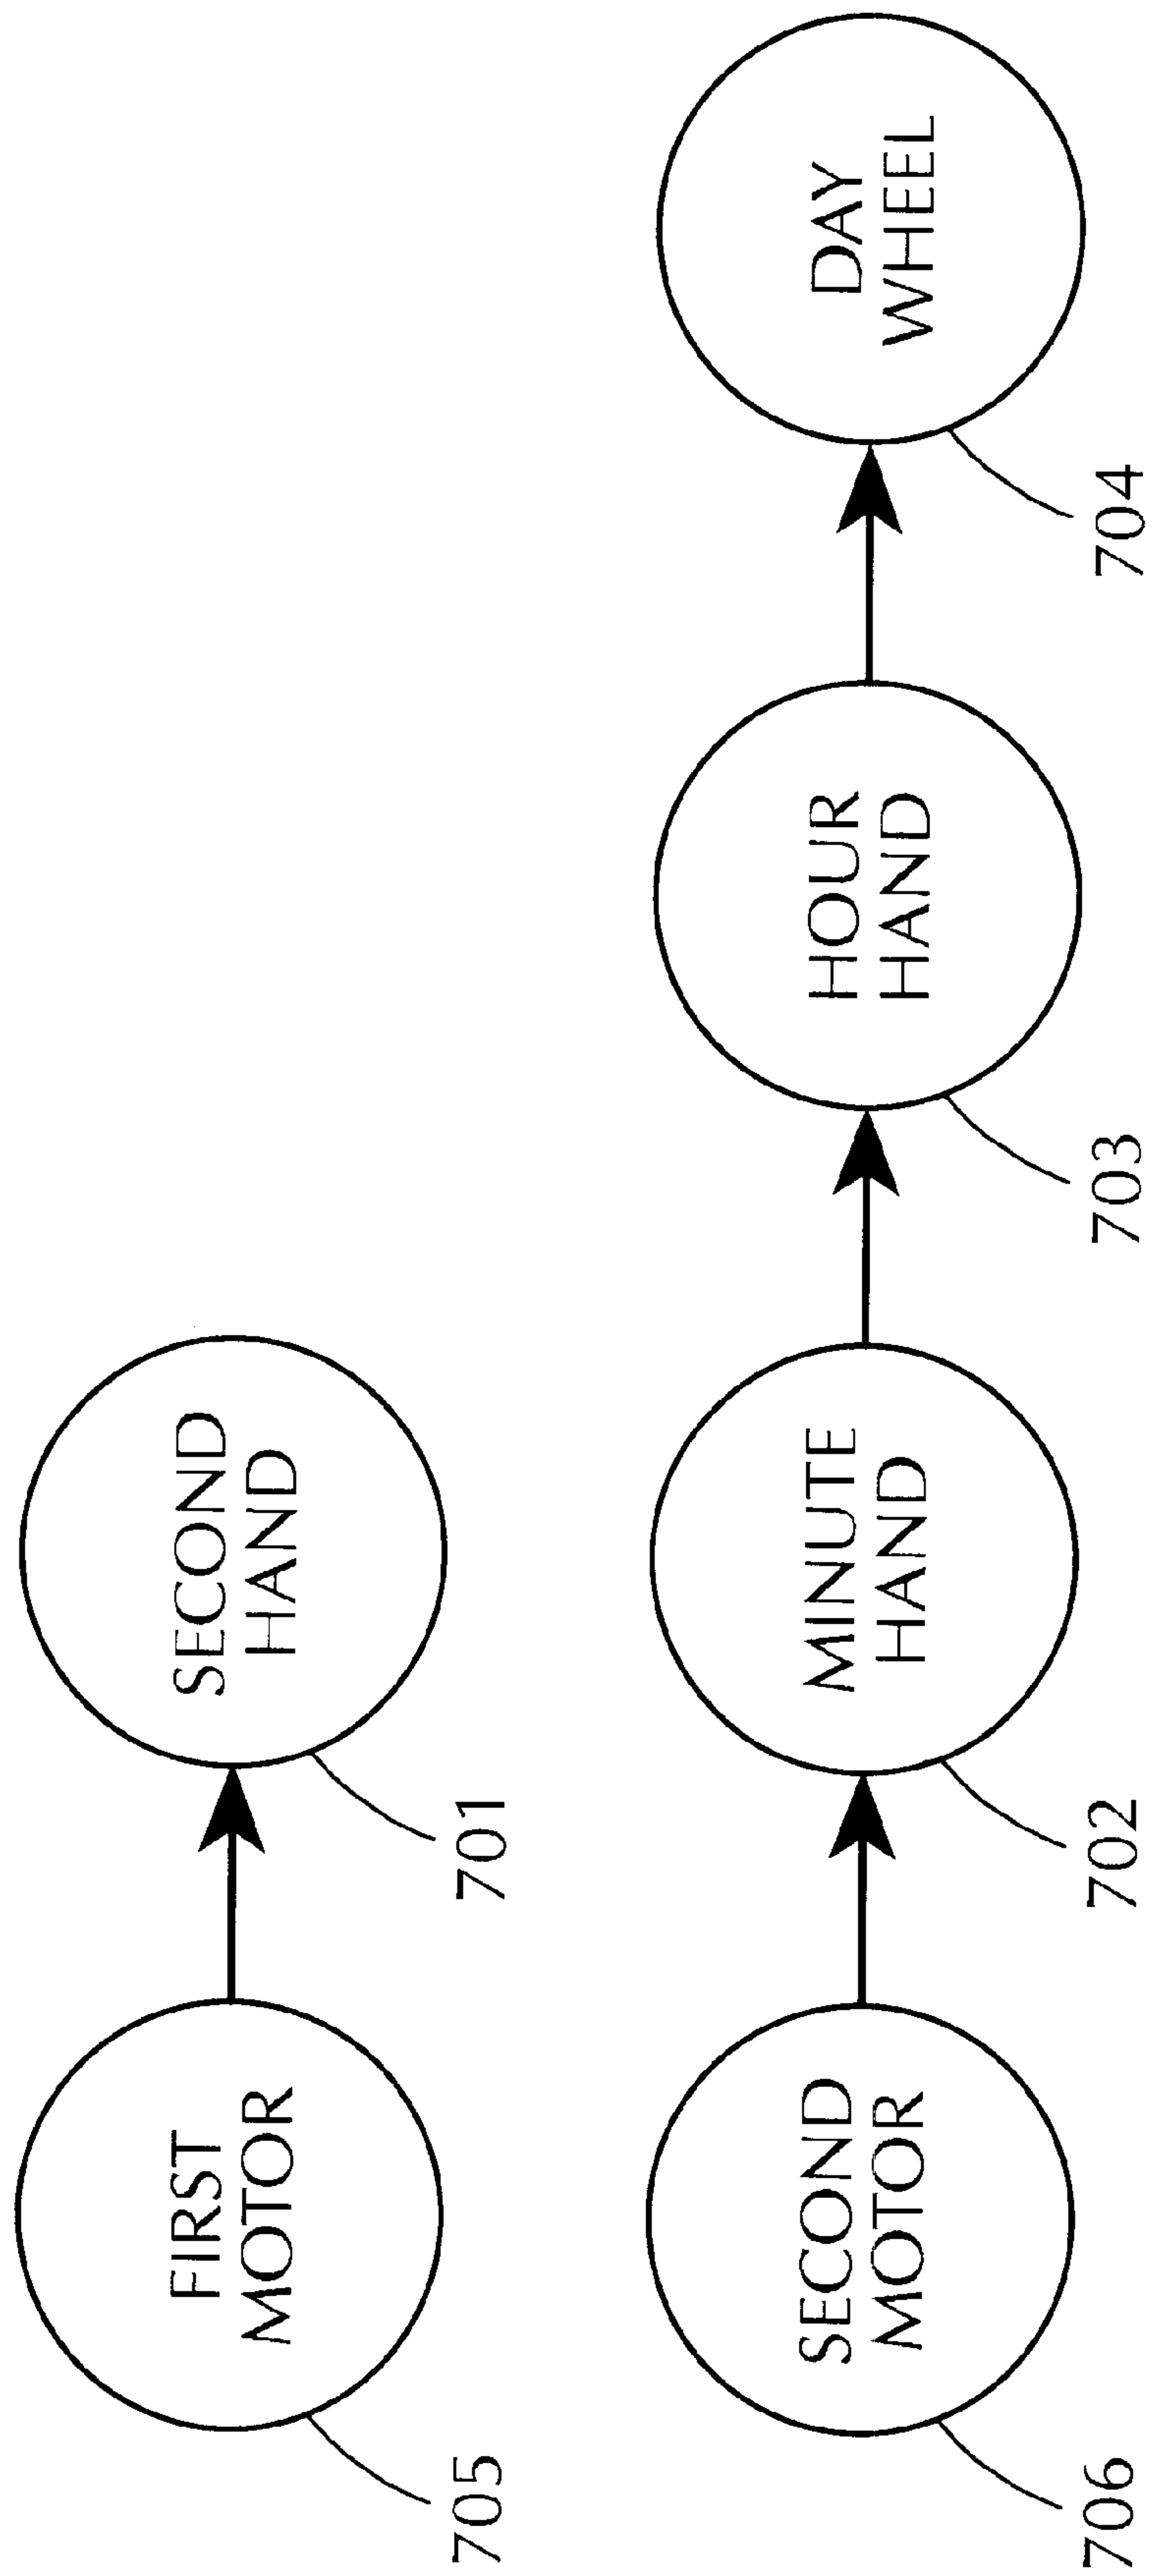 FIRST
MOTOR
705
SECOND
HAND
701
SECOND
MOTOR
706
MINUTE
HAND
702
HOUR
HAND
703
DAY
WHEEL
704